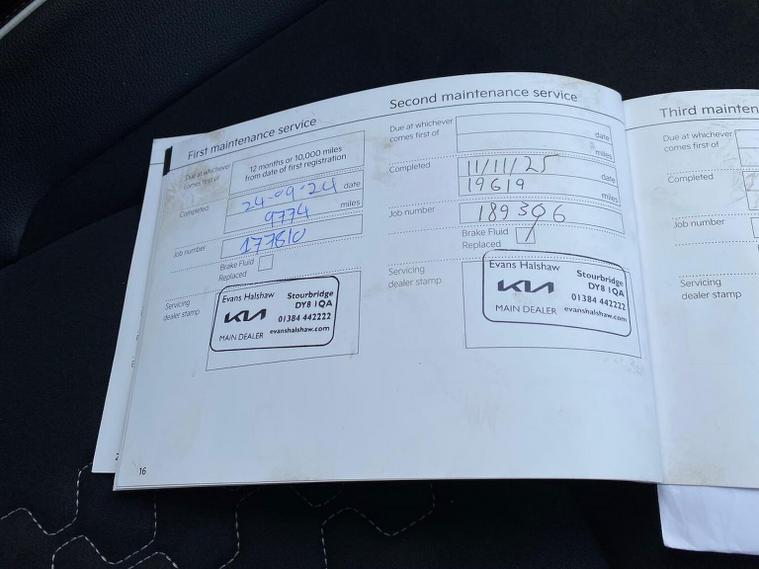 First maintenance service
Due at whichever comes first of
12 months or 10,000 miles
from date of first registration
Completed
24-09-24 date
9774 miles
Job number
177610
Brake Fluid
Replaced
Servicing
dealer stamp
Evans Halshaw
KIA
MAIN DEALER
Stourbridge
DY8 1QA
01384 442222
evanshalshaw.com
16
Second maintenance service
Due at whichever
comes first of
date
miles
Completed
11/11/25 date
19619 miles
Job number
189306
Brake Fluid
Replaced
Servicing
dealer stamp
Evans Halshaw
KIA
MAIN DEALER
Stourbridge
DY8 1QA
01384 442222
evanshalshaw.com
Third mainten
Due at whichever
comes first of
Completed
Job number
Servicing
dealer stamp